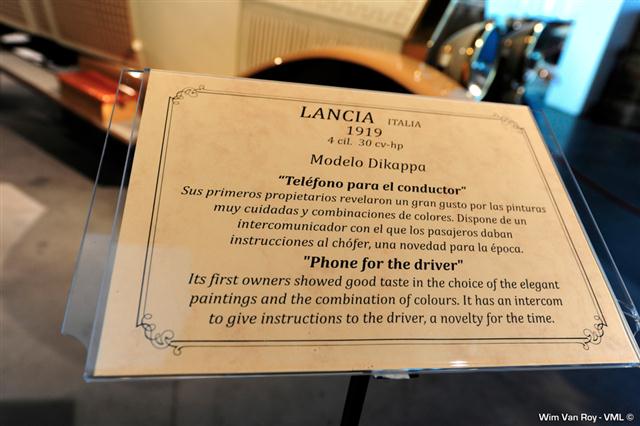 LANCIA ITALIA
1919
4 cil. 30 cv-hp
Modelo Dikappa
"Teléfono para el conductor"
Sus primeros propietarios revelaron un gran gusto por las pinturas
muy cuidadas y combinaciones de colores. Dispone de un
intercomunicador con el que los pasajeros daban
instrucciones al chófer, una novedad para la época.
"Phone for the driver"
Its first owners showed good taste in the choice of the elegant
paintings and the combination of colours. It has an intercom
to give instructions to the driver, a novelty for the time.
Wim Van Roy - VML ©